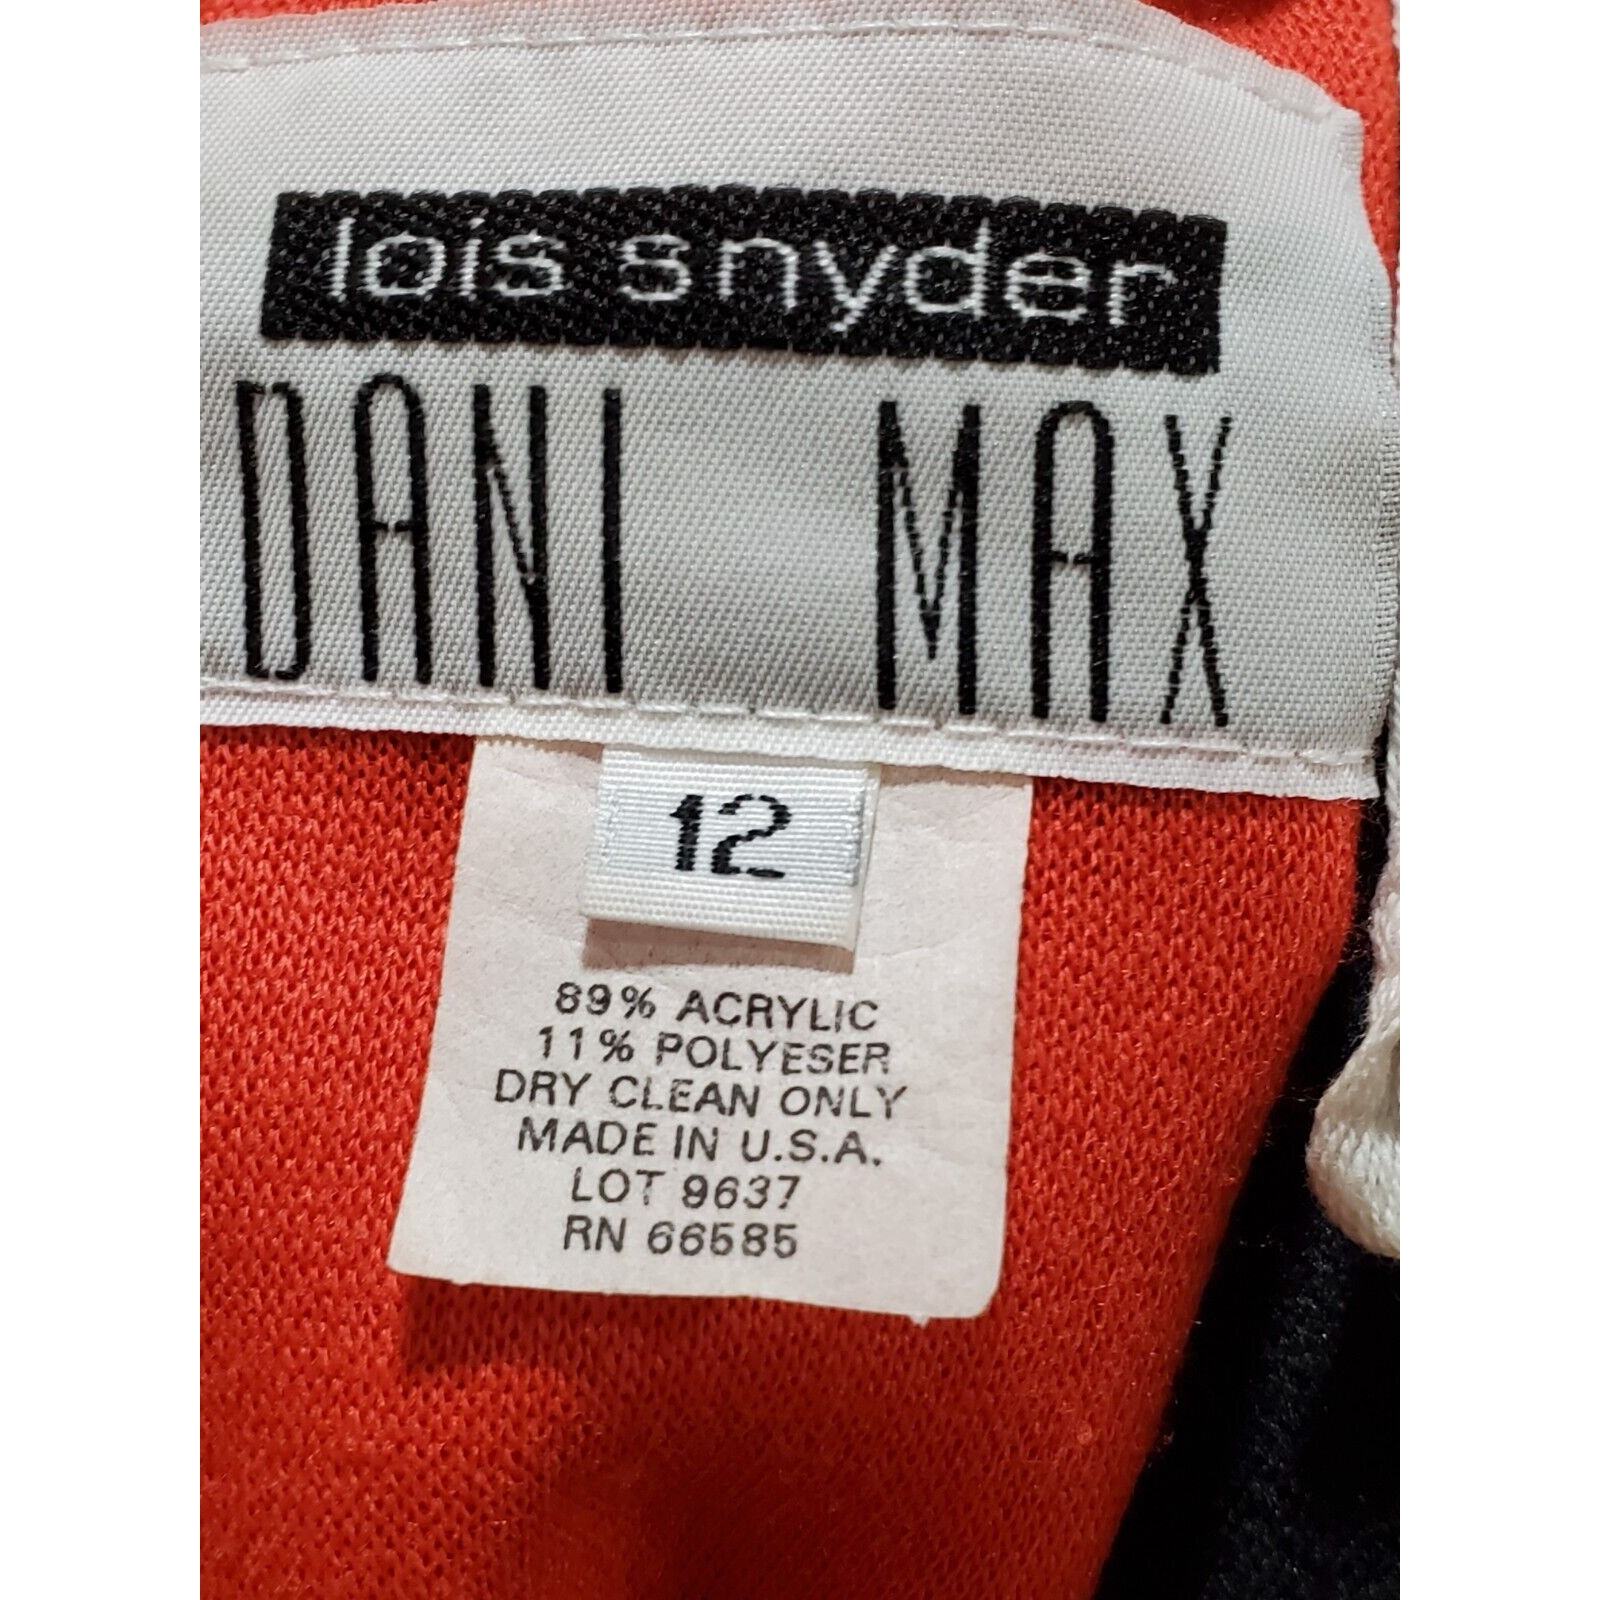 lois snyder
DANI MAX
12
89% ACRYLIC
11% POLYESER
DRY CLEAN ONLY
MADE IN U.S.A.
LOT 9637
RN 66585